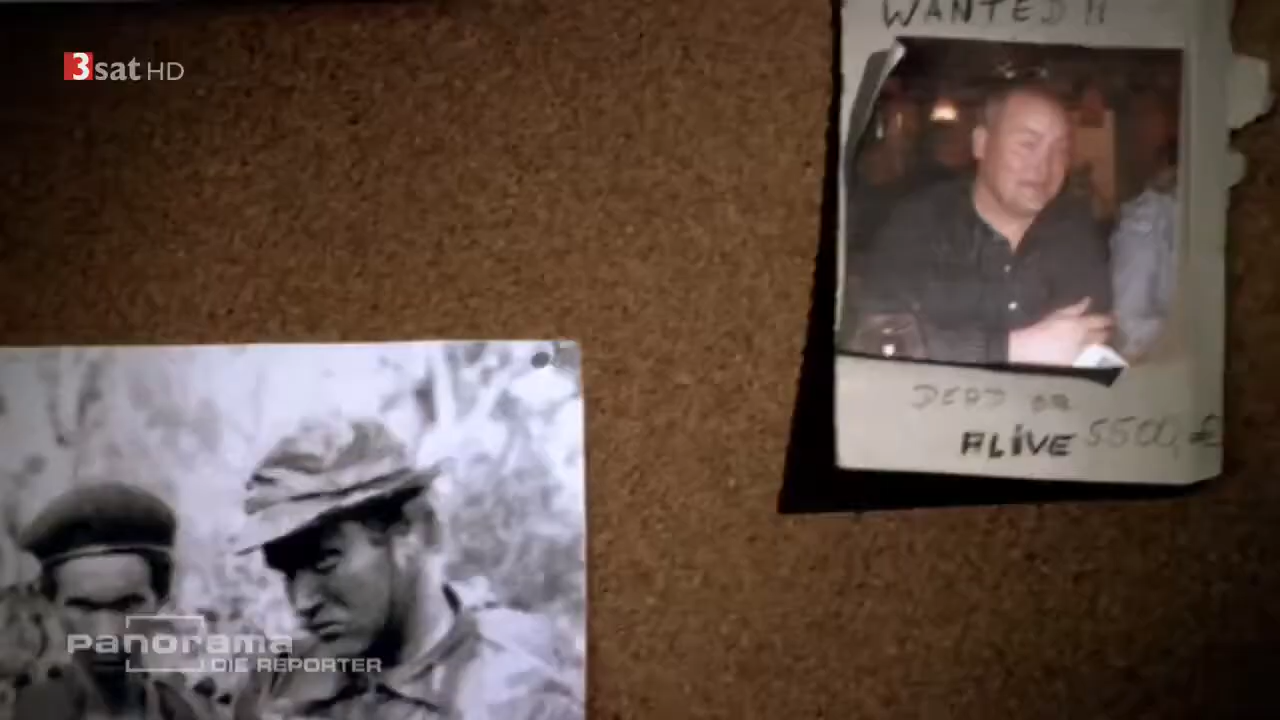 3sat HD
WANTED !!
DEAD OR
ALiVE 5500,-£
panorama
DIE REPORTER